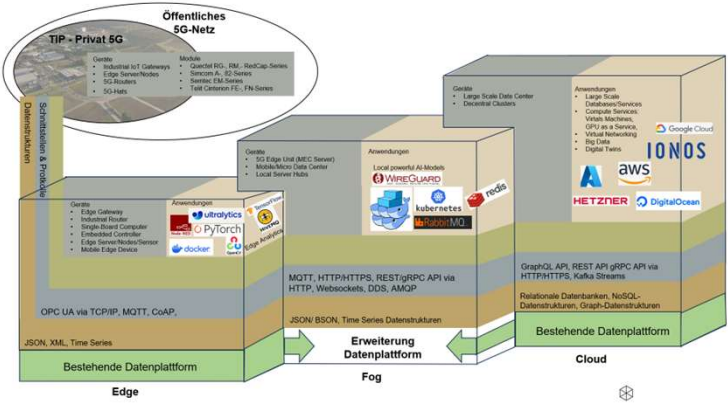 Öffentliches
5G-Netz
TIP - Privat 5G
Geräte
• Industrial IoT Gateways
• Edge Server/Nodes
• 5G-Routers
• 5G-Hats
Module
• Quectel RG-, RM,- RedCap-Series
• Simcom A-, 82-Series
• Semtec EM-Series
• Telit Cinterion FE-, FN-Series
Schnittstellen & Protokolle
Datenstrukturen
Geräte
• Edge Gateway
• Industrial Router
• Single-Board Computer
• Embedded Controller
• Edge Server/Nodes/Sensor
• Mobile Edge Device
Anwendungen
Node RED
ultralytics
PyTorch
docker
OpenCV
TensorFlow
HiveMQ
Edge Analytics
OPC UA via TCP/IP, MQTT, CoAP,
JSON, XML, Time Series
Bestehende Datenplattform
Edge
Geräte
• 5G Edge Unit (MEC Server)
• Mobile/Micro Data Center
• Local Server Hubs
Anwendungen
Local powerful AI-Models
WIREGUARD
kubernetes
RabbitMQ
redis
MQTT, HTTP/HTTPS, REST/gRPC API via
HTTP, Websockets, DDS, AMQP
JSON/ BSON, Time Series Datenstrukturen
Erweiterung
Datenplattform
Fog
Geräte
• Large Scale Data Center
• Decentral Clusters
Anwendungen
• Large Scale
Databases/Services
• Compute Services:
Virtals Machines,
GPU as a Service,
• Virtual Networking
• Big Data
• Digital Twins
Google Cloud
IONOS
aws
HETZNER
DigitalOcean
GraphQL API, REST API gRPC API via
HTTP/HTTPS, Kafka Streams
Relationale Datenbanken, NoSQL-
Datenstrukturen, Graph-Datenstrukturen
Bestehende Datenplattform
Cloud